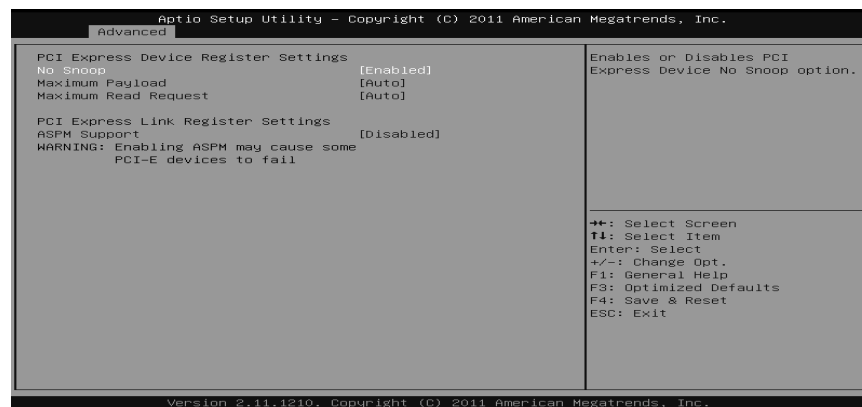 Aptio Setup Utility – Copyright (C) 2011 American Megatrends, Inc.
Advanced
PCI Express Device Register Settings
No Snoop [Enabled]
Maximum Payload [Auto]
Maximum Read Request [Auto]
PCI Express Link Register Settings
ASPM Support [Disabled]
WARNING: Enabling ASPM may cause some
PCI-E devices to fail
Enables or Disables PCI
Express Device No Snoop option.
→←: Select Screen
↑↓: Select Item
Enter: Select
+/-: Change Opt.
F1: General Help
F3: Optimized Defaults
F4: Save & Reset
ESC: Exit
Version 2.11.1210. Copyright (C) 2011 American Megatrends, Inc.